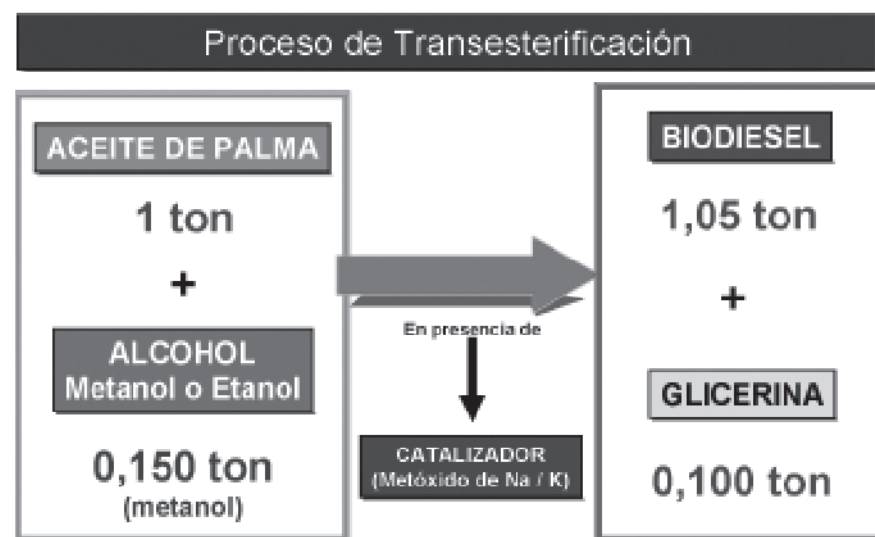 Proceso de Transesterificación
ACEITE DE PALMA
1 ton
+
ALCOHOL
Metanol o Etanol
0,150 ton
(metanol)
En presencia de
CATALIZADOR
(Metóxido de Na / K)
BIODIESEL
1,05 ton
+
GLICERINA
0,100 ton